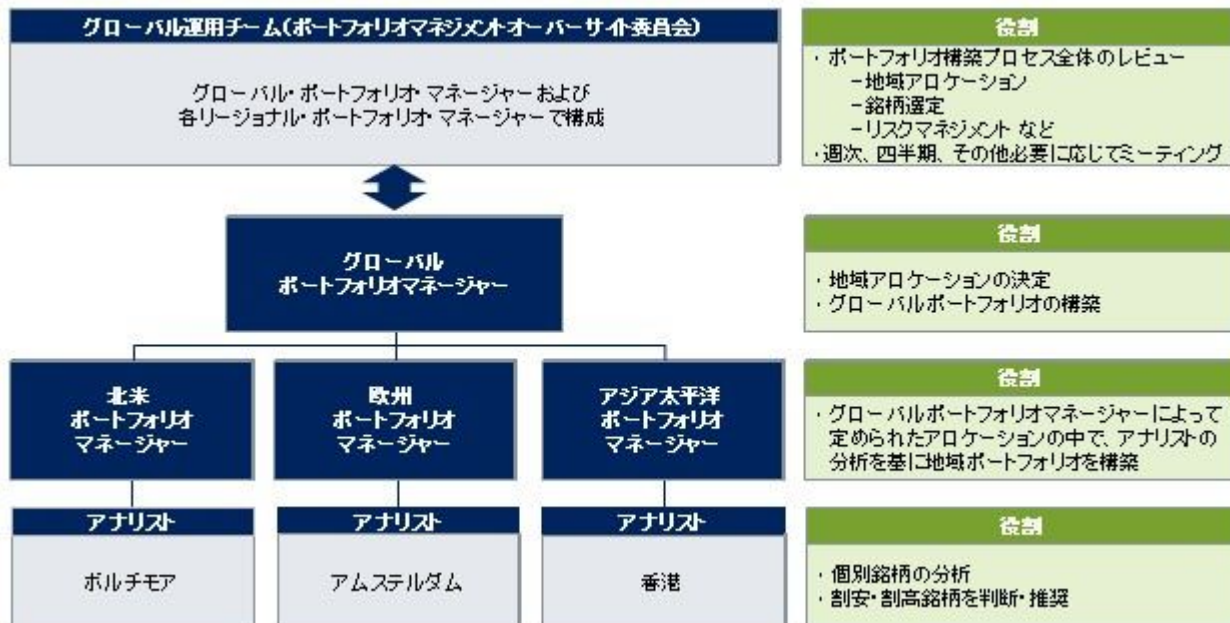 グローバル運用チーム(ポートフォリオマネジメントオーバーサイト委員会)
グローバル・ポートフォリオ・マネージャーおよび
各リージョナル・ポートフォリオ・マネージャーで構成
役割
・ポートフォリオ構築プロセス全体のレビュー
－地域アロケーション
－銘柄選定
－リスクマネジメント など
・週次、四半期、その他必要に応じてミーティング
グローバル
ポートフォリオマネージャー
役割
・地域アロケーションの決定
・グローバルポートフォリオの構築
北米
ポートフォリオ
マネージャー
欧州
ポートフォリオ
マネージャー
アジア太平洋
ポートフォリオ
マネージャー
役割
・グローバルポートフォリオマネージャーによって
定められたアロケーションの中で、アナリストの
分析を基に地域ポートフォリオを構築
アナリスト
ボルチモア
アナリスト
アムステルダム
アナリスト
香港
役割
・個別銘柄の分析
・割安・割高銘柄を判断・推奨